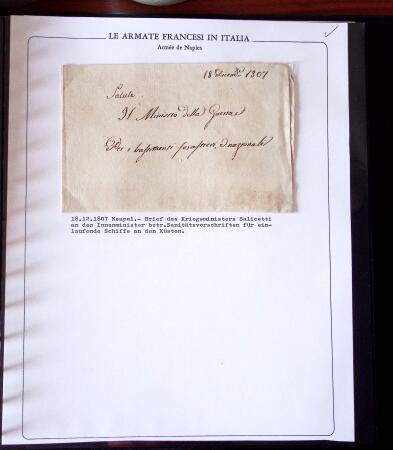 LE ARMATE FRANCESI IN ITALIA
Armée de Naples
18 Dicembre 1807
Salute
Il Ministro della Guerra
Per i bastimenti forastieri, e nazionali
18.12.1807 Neapel.- Brief des Kriegsministers Salicetti
an den Innenminister betr.Sanitätsvorschriften für ein-
laufende Schiffe an den Küsten.